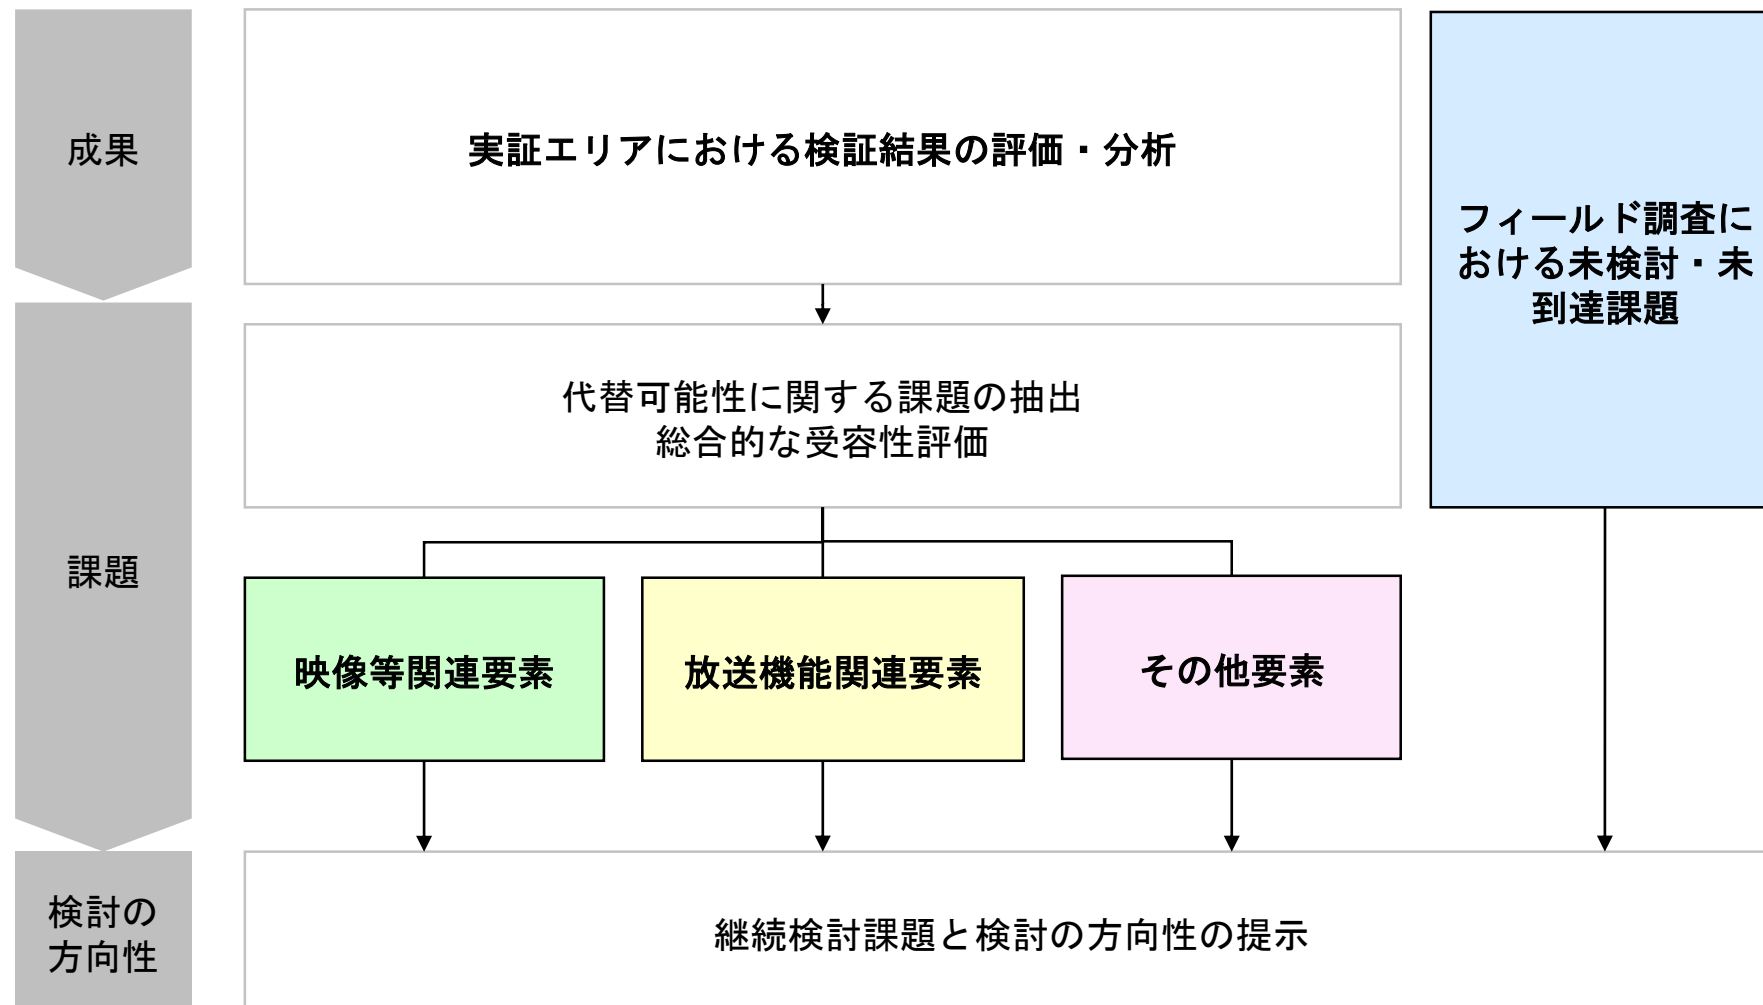 成果
実証エリアにおける検証結果の評価・分析
フィールド調査に
おける未検討・未
到達課題
代替可能性に関する課題の抽出
総合的な受容性評価
課題
映像等関連要素
放送機能関連要素
その他要素
検討の
方向性
継続検討課題と検討の方向性の提示